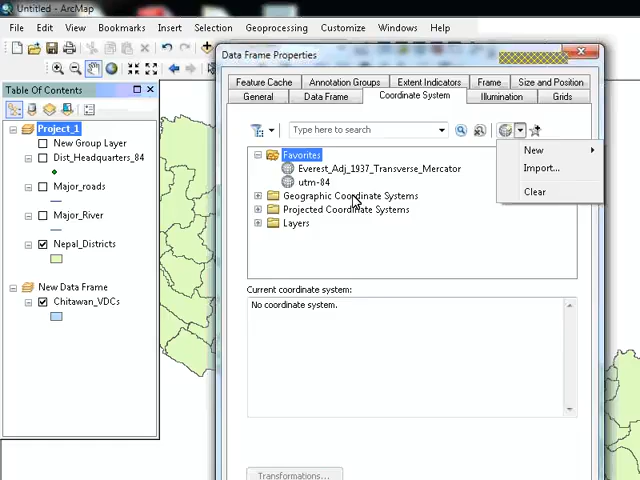 Untitled - ArcMap
File Edit View Bookmarks Insert Selection Geoprocessing Customize Windows Help
Data Frame Properties
Table Of Contents
Project_1
New Group Layer
Dist_Headquarters_84
Major_roads
Major_River
Nepal_Districts
New Data Frame
Chitawan_VDCs
Feature Cache Annotation Groups Extent Indicators Frame Size and Position
General Data Frame Coordinate System Illumination Grids
Type here to search
New
Import...
Clear
Favorites
Everest_Adj_1937_Transverse_Mercator
utm-84
Geographic Coordinate Systems
Projected Coordinate Systems
Layers
Current coordinate system:
No coordinate system.
Transformations...